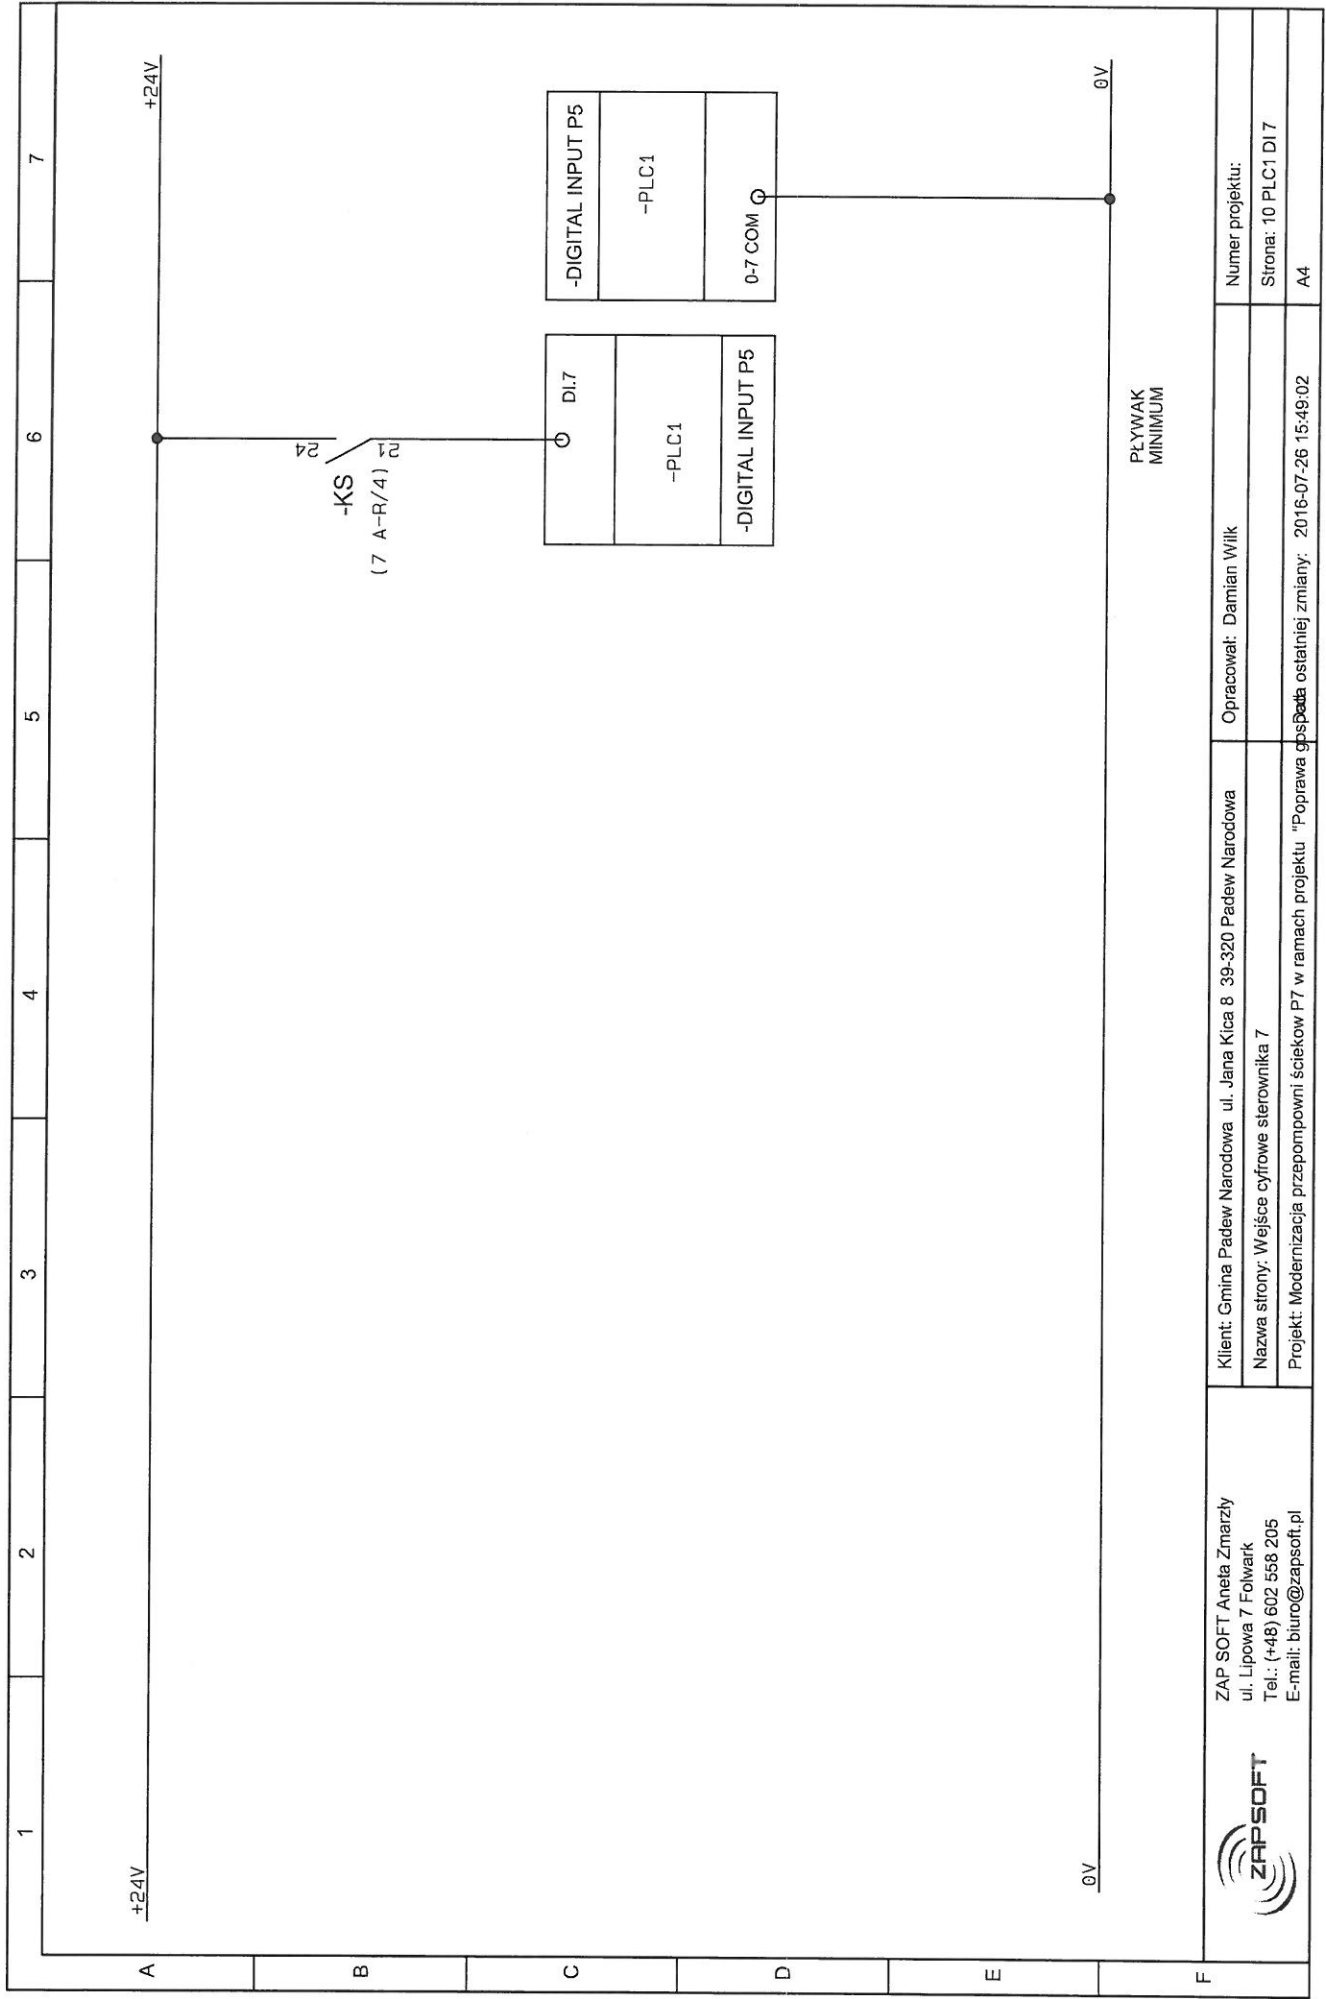 1 2 3 4 5 6 7
A
B
C
D
E
F
+24V
+24V
24
21
-KS
(7 A-R/4)
DI.7
-PLC1
-DIGITAL INPUT P5
-DIGITAL INPUT P5
-PLC1
0-7 COM
0V
0V
PŁYWAK
MINIMUM
ZAPSOFT
ZAP SOFT Aneta Zmarzły
ul. Lipowa 7 Folwark
Tel.: (+48) 602 558 205
E-mail: biuro@zapsoft.pl
Klient: Gmina Padew Narodowa ul. Jana Kica 8 39-320 Padew Narodowa
Opracował: Damian Wilk
Numer projektu:
Nazwa strony: Wejśce cyfrowe sterownika 7
Strona: 10 PLC1 DI 7
Projekt: Modernizacja przepompowni ściekow P7 w ramach projektu "Poprawa
ostatniej zmiany: 2016-07-26 15:49:02
A4